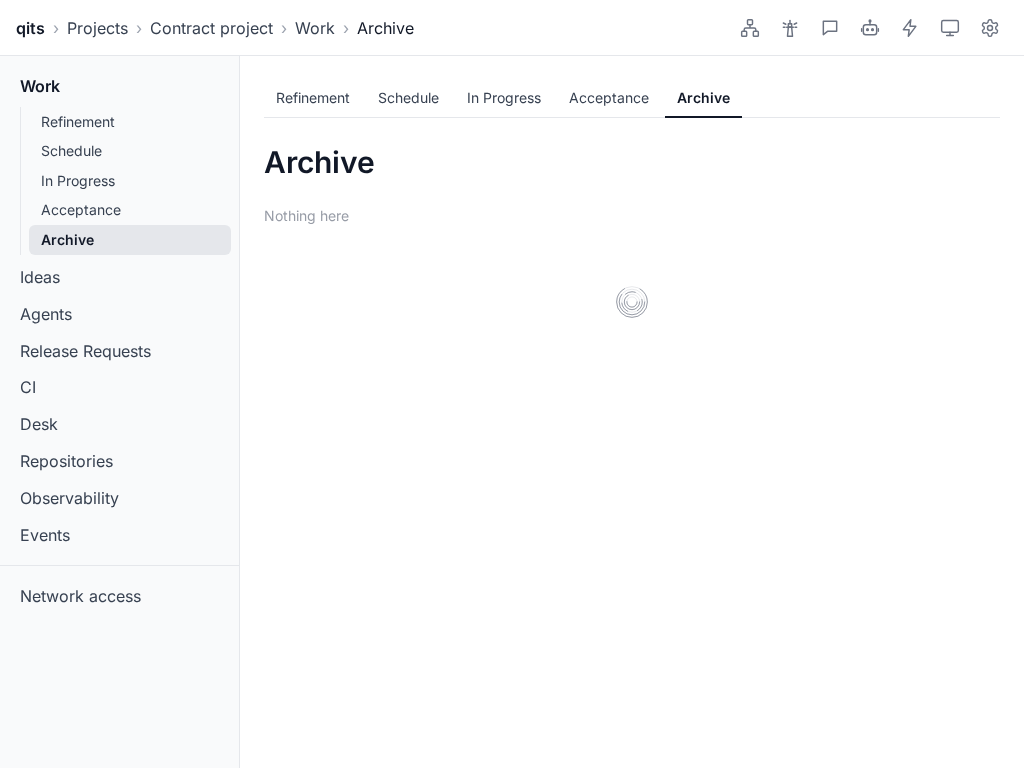 qits › Projects › Contract project › Work › Archive
Work
Refinement
Schedule
In Progress
Acceptance
Archive
Ideas
Agents
Release Requests
CI
Desk
Repositories
Observability
Events
Network access
Refinement Schedule In Progress Acceptance Archive
Archive
Nothing here